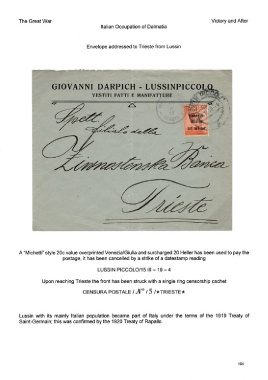 The Great War
Victory and After
Italian Occupation of Dalmatia
Envelope addressed to Trieste from Lussin
GIOVANNI DARPICH - LUSSINPICCOLO
VESTITI FATTI E MANIFATTURE
Spett
filiale della
Zivnostenska Banca
Trieste
A "Michetti" style 20c value overprinted Venezia/Giulia and surcharged 20 Heller has been used to pay the
postage, it has been cancelled by a strike of a datestamp reading
LUSSIN PICCOLO/15 III – 19 – 4
Upon reaching Trieste the front has been struck with a single ring censorship cachet
CENSURA POSTALE / N° / 5 / ★ TRIESTE ★
Lussin with its mainly Italian population became part of Italy under the terms of the 1919 Treaty of
Saint-Germain; this was confirmed by the 1920 Treaty of Rapallo.